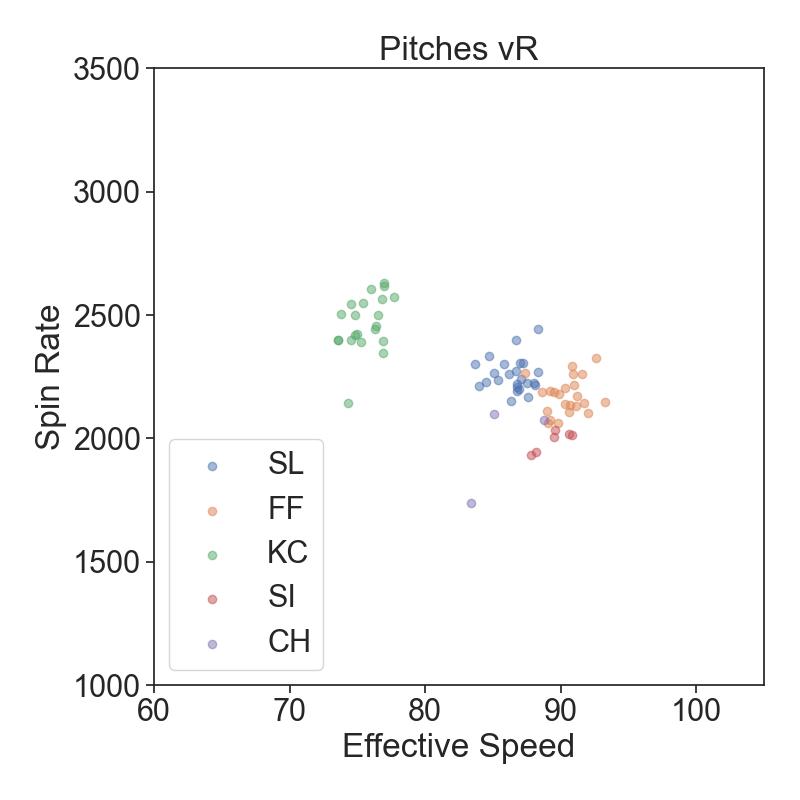 Pitches vR
3500
3000
2500
2000
1500
1000
Spin Rate
SL
FF
KC
SI
CH
60 70 80 90 100
Effective Speed